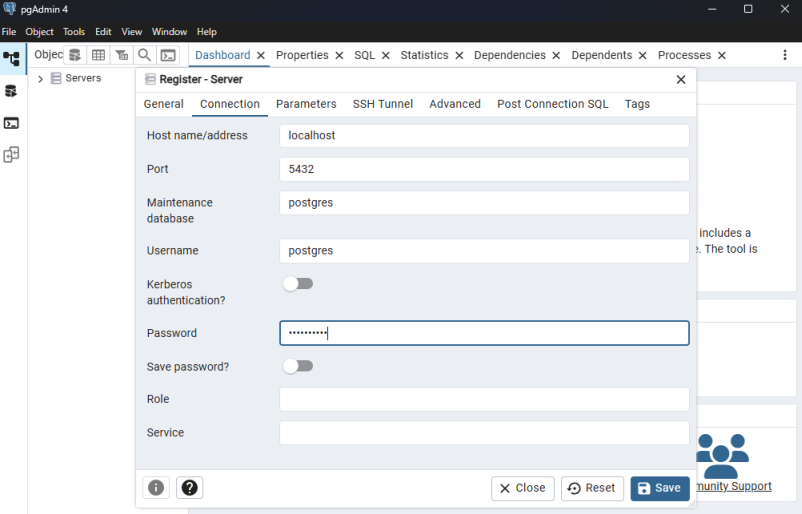 pgAdmin 4
File Object Tools Edit View Window Help
Objec
Dashboard Properties SQL Statistics Dependencies Dependents Processes
Servers
Register - Server
General Connection Parameters SSH Tunnel Advanced Post Connection SQL Tags
Host name/address localhost
Port 5432
Maintenance
database
postgres
Username postgres
Kerberos
authentication?
Password ••••••••••
Save password?
Role
Service
Close Reset Save
includes a
. The tool is
munity Support